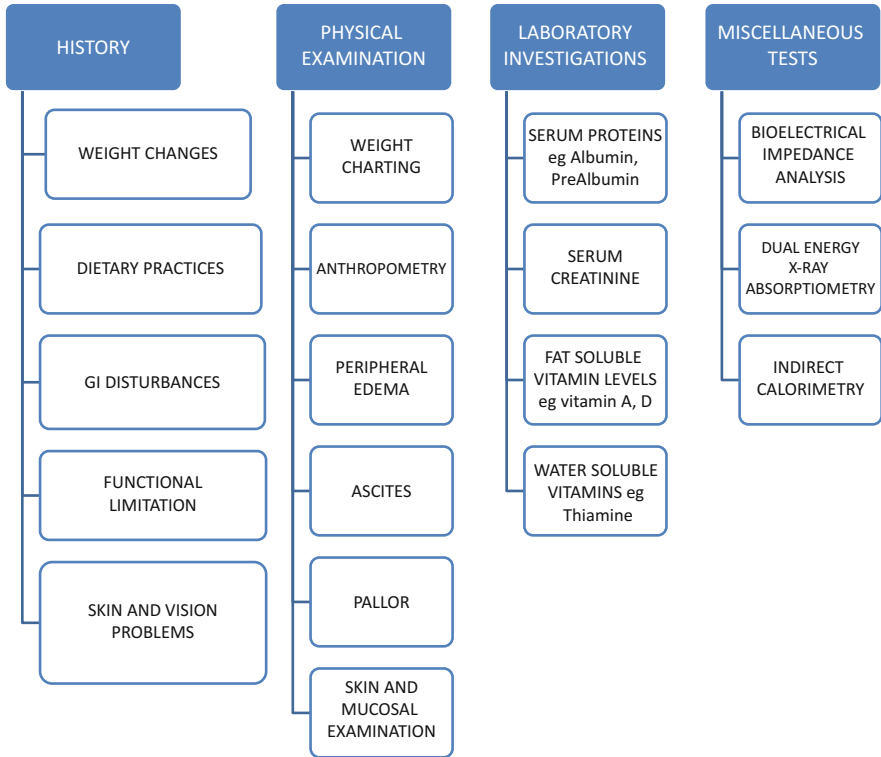 HISTORY
WEIGHT CHANGES
DIETARY PRACTICES
GI DISTURBANCES
FUNCTIONAL
LIMITATION
SKIN AND VISION
PROBLEMS
PHYSICAL
EXAMINATION
WEIGHT
CHARTING
ANTHROPOMETRY
PERIPHERAL
EDEMA
ASCITES
PALLOR
SKIN AND
MUCOSAL
EXAMINATION
LABORATORY
INVESTIGATIONS
SERUM PROTEINS
eg Albumin,
PreAlbumin
SERUM
CREATININE
FAT SOLUBLE
VITAMIN LEVELS
eg vitamin A, D
WATER SOLUBLE
VITAMINS eg
Thiamine
MISCELLANEOUS
TESTS
BIOELECTRICAL
IMPEDANCE
ANALYSIS
DUAL ENERGY
X-RAY
ABSORPTIOMETRY
INDIRECT
CALORIMETRY